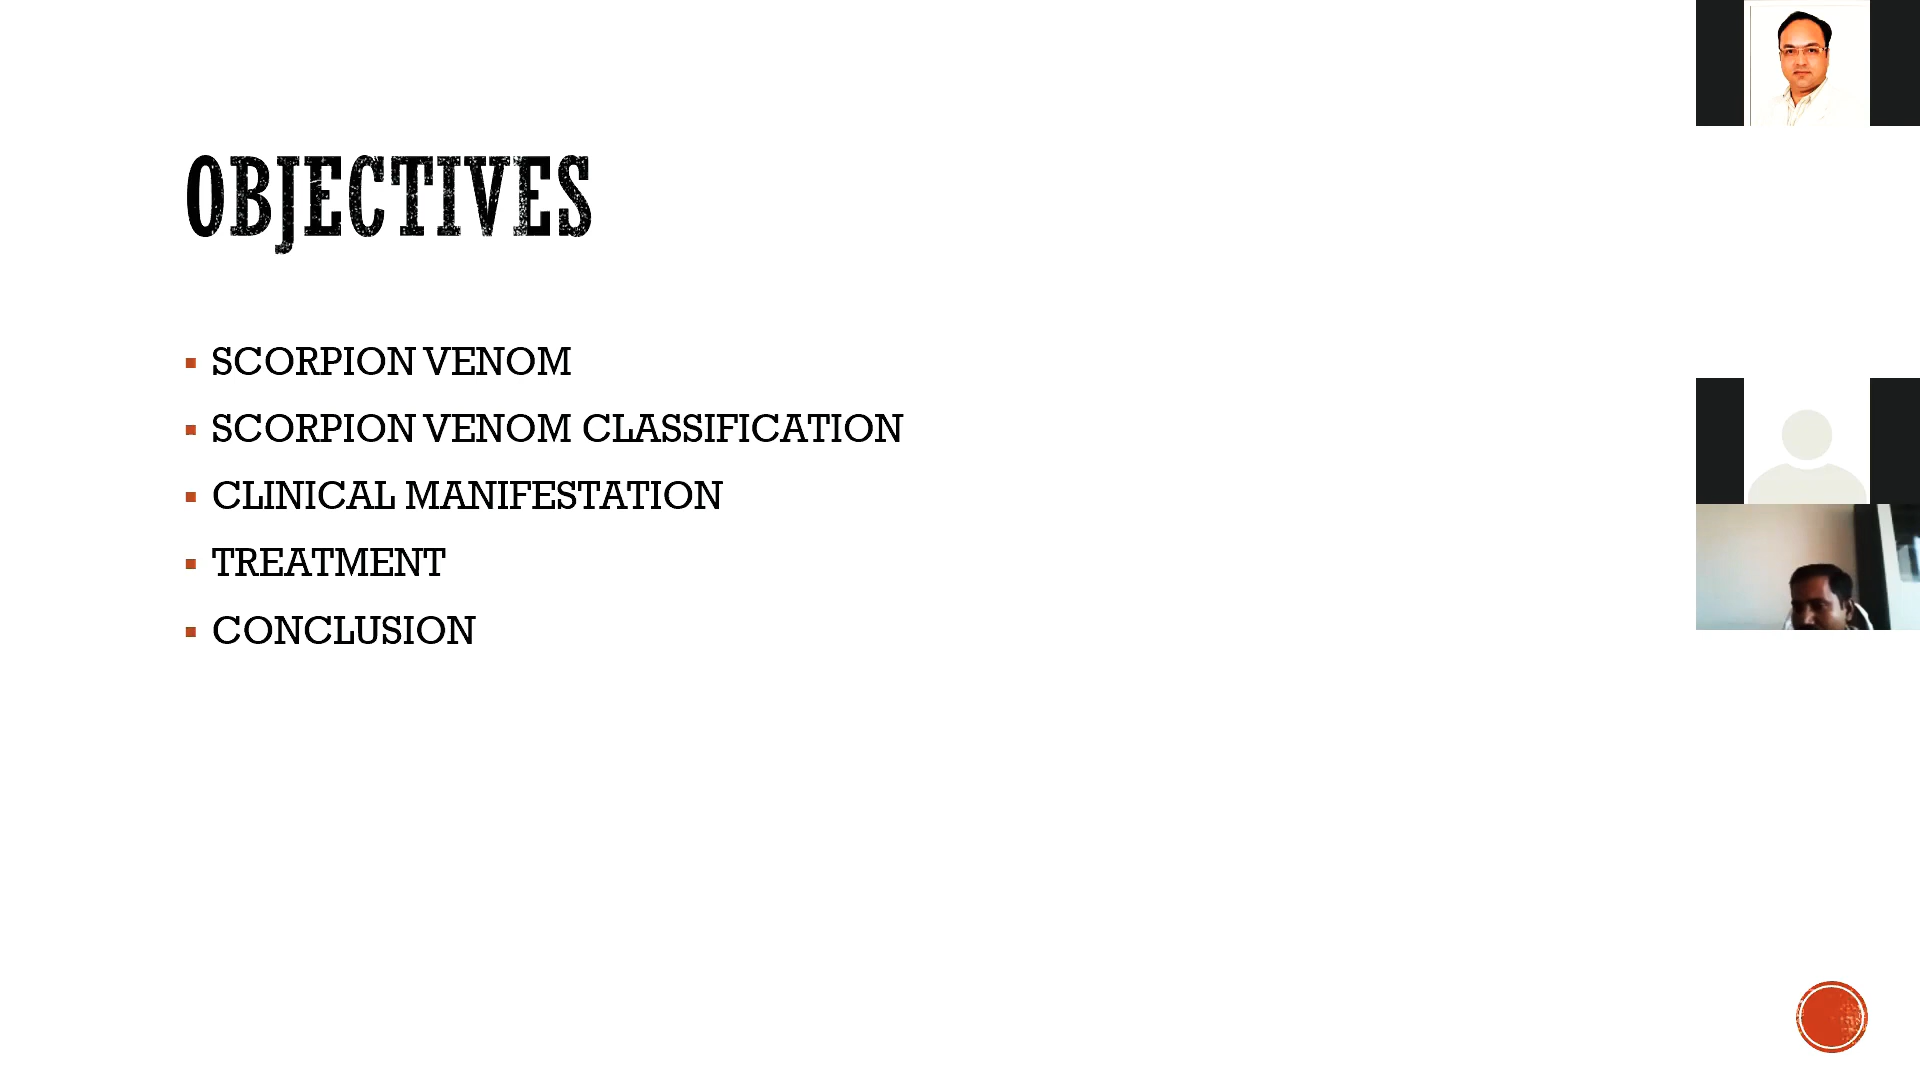 OBJECTIVES
SCORPION VENOM
SCORPION VENOM CLASSIFICATION
CLINICAL MANIFESTATION
TREATMENT
CONCLUSION